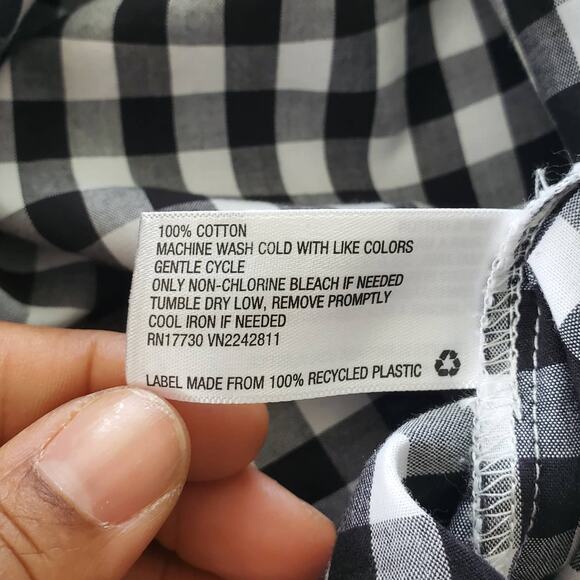 100% COTTON
MACHINE WASH COLD WITH LIKE COLORS
GENTLE CYCLE
ONLY NON-CHLORINE BLEACH IF NEEDED
TUMBLE DRY LOW, REMOVE PROMPTLY
COOL IRON IF NEEDED
RN17730 VN2242811
LABEL MADE FROM 100% RECYCLED PLASTIC